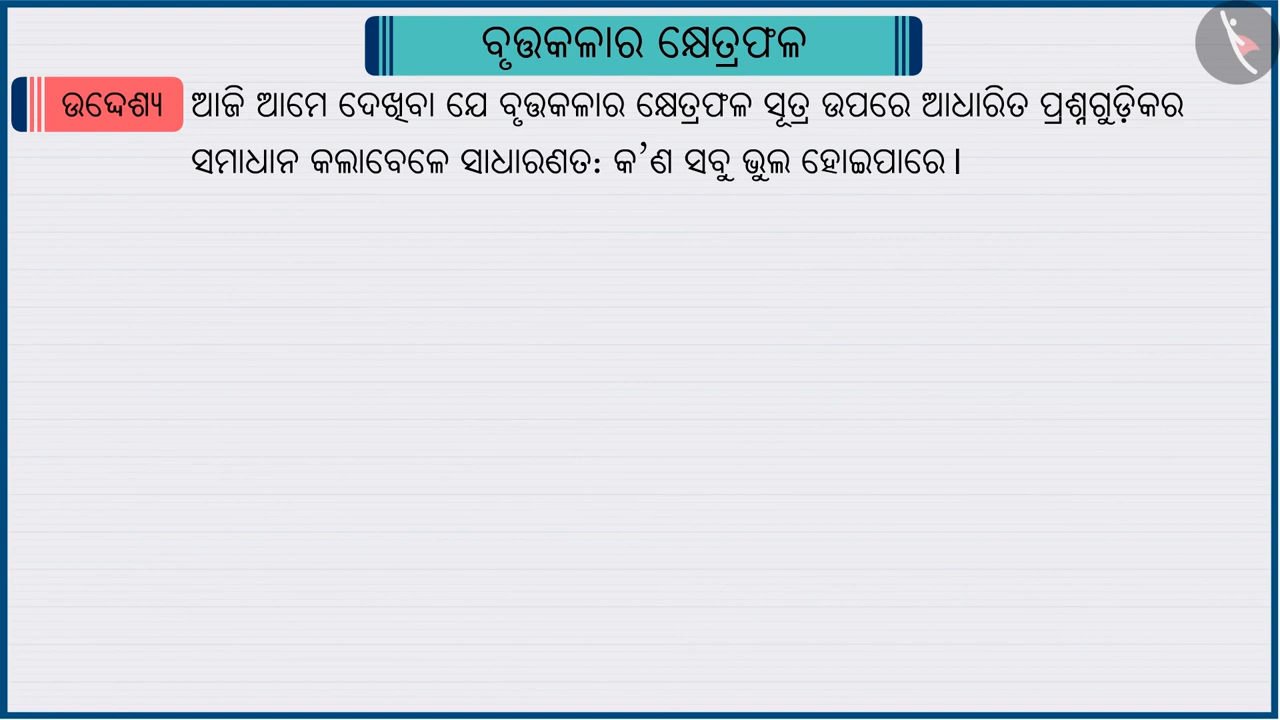 ବୃତ୍ତକଳାର କ୍ଷେତ୍ରଫଳ
ଉଦ୍ଦେଶ୍ୟ ଆଜି ଆମେ ଦେଖିବା ଯେ ବୃତ୍ତକଳାର କ୍ଷେତ୍ରଫଳ ସୂତ୍ର ଉପରେ ଆଧାରିତ ପ୍ରଶ୍ନଗୁଡ଼ିକର
ସମାଧାନ କଲାବେଳେ ସାଧାରଣତଃ କ’ଣ ସବୁ ଭୁଲ ହୋଇପାରେ ।